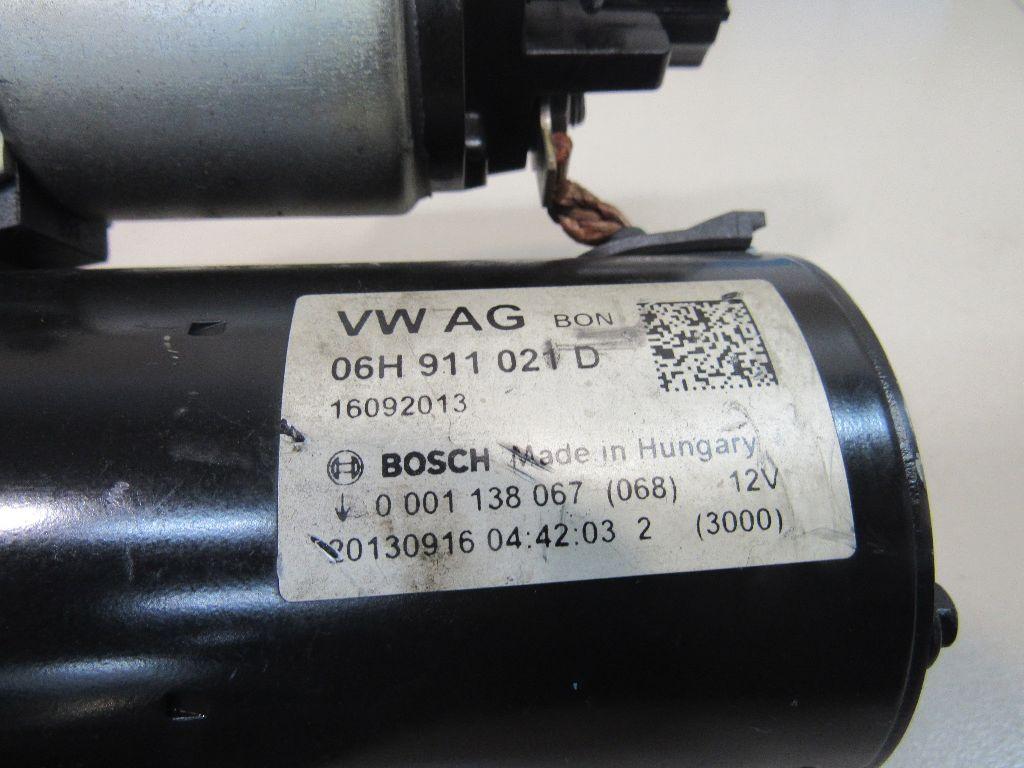 VW AG BON
06H 911 021 D
16092013
BOSCH Made in Hungary
↓ 0 001 138 067 (068) 12V
20130916 04:42:03 2 (3000)